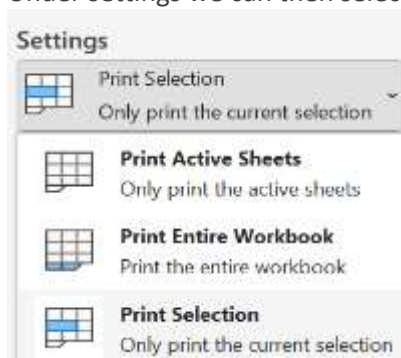 Under Settings we can then selec
Settings
Print Selection
Only print the current selection
Print Active Sheets
Only print the active sheets
Print Entire Workbook
Print the entire workbook
Print Selection
Only print the current selection